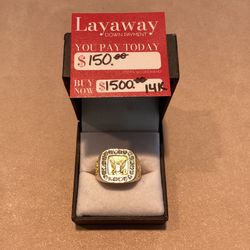 Layaway
DOWN PAYMENT
YOU PAY TODAY
$150.00
BUY
NOW $1500.00 14K